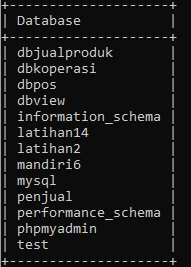 +--------------------+
| Database           |
+--------------------+
| dbjualproduk       |
| dbkoperasi         |
| dbpos              |
| dbview             |
| information_schema |
| latihan14          |
| latihan2           |
| mandiri6           |
| mysql              |
| penjual            |
| performance_schema |
| phpmyadmin         |
| test               |
+--------------------+